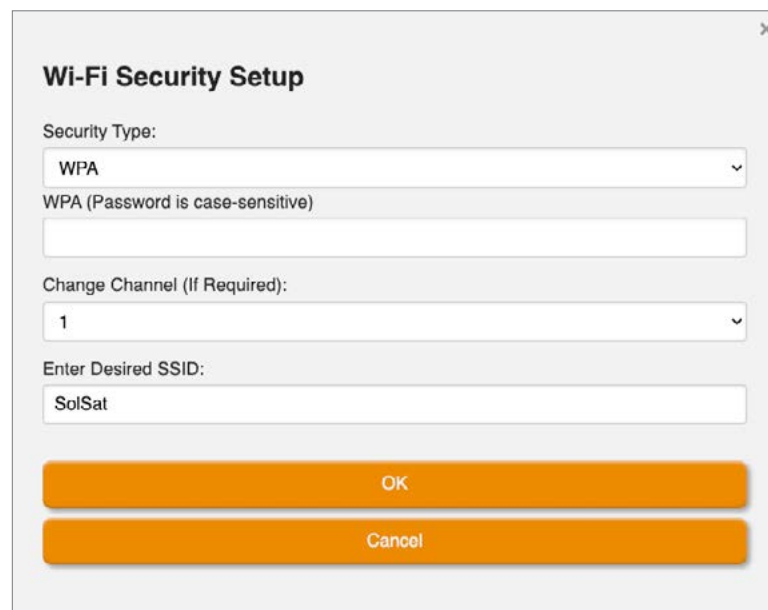 Wi-Fi Security Setup
Security Type:
WPA
WPA (Password is case-sensitive)
Change Channel (If Required):
1
Enter Desired SSID:
SolSat
OK
Cancel